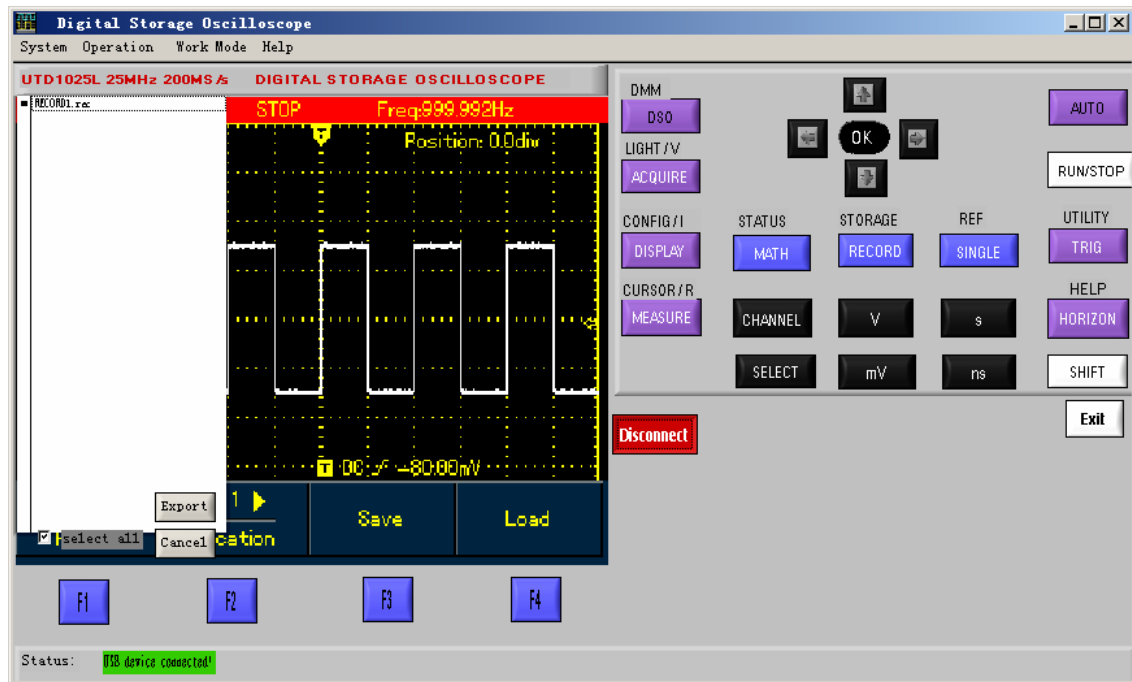 Digital Storage Oscilloscope
System Operation Work Mode Help
UTD1025L 25MHz 200MS/s DIGITAL STORAGE OSCILLOSCOPE
RECORD1.rec
STOP Freq:999.992Hz
Position: 0.0div
T
T DC -80.00mV
1
Save
Load
cation
Export
Cancel
select all
F1
F2
F3
F4
DMM
DSO
AUTO
OK
LIGHT/V
ACQUIRE
RUN/STOP
CONFIG/I STATUS STORAGE REF UTILITY
DISPLAY MATH RECORD SINGLE TRIG
CURSOR/R HELP
MEASURE CHANNEL V s HORIZON
SELECT mV ns SHIFT
Disconnect
Exit
Status: USB device connected!